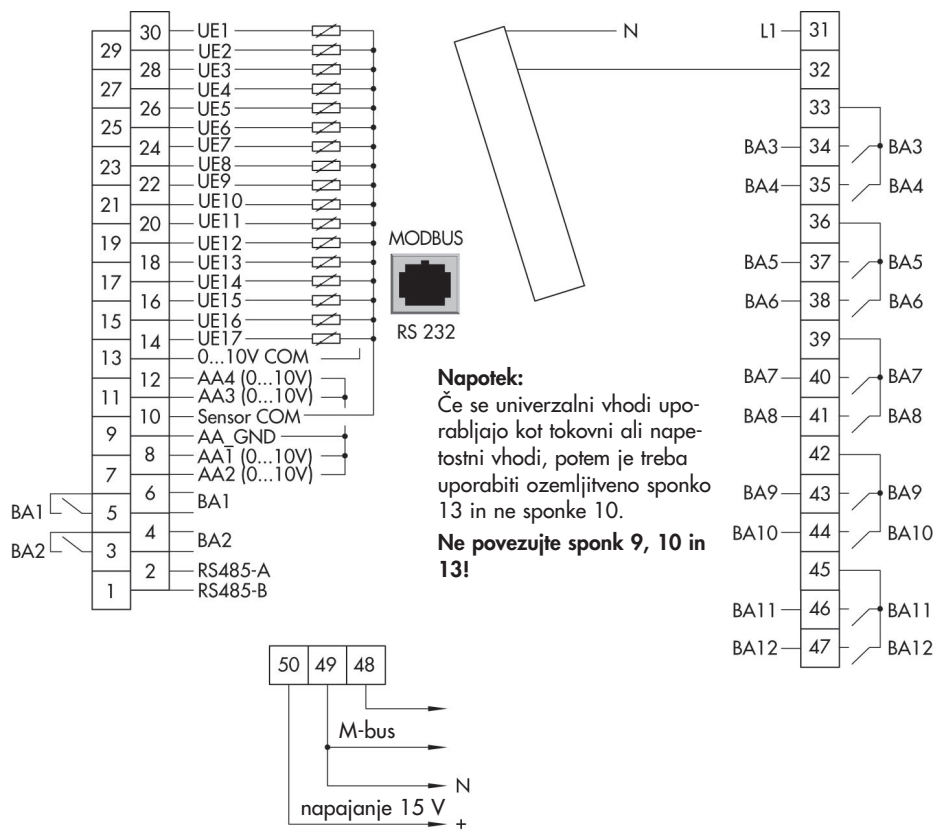 30 UE1
29 UE2
28 UE3
27 UE4
26 UE5
25 UE6
24 UE7
23 UE8
22 UE9
21 UE10
20 UE11
19 UE12
18 UE13
17 UE14
16 UE15
15 UE16
14 UE17
13 0...10V COM
12 AA4 (0...10V)
11 AA3 (0...10V)
10 Sensor COM
9 AA_GND
8 AA1 (0...10V)
7 AA2 (0...10V)
6 BA1
BA1 5
4 BA2
BA2 3
2 RS485-A
1 RS485-B
MODBUS
RS 232
N
L1 31
32
33
BA3 34 BA3
BA4 35 BA4
36
BA5 37 BA5
BA6 38 BA6
39
BA7 40 BA7
BA8 41 BA8
42
BA9 43 BA9
BA10 44 BA10
45
BA11 46 BA11
BA12 47 BA12
Napotek:
Če se univerzalni vhodi upo-
rabljajo kot tokovni ali nape-
tostni vhodi, potem je treba
uporabiti ozemljitveno sponko
13 in ne sponke 10.
Ne povezujte sponk 9, 10 in
13!
50 49 48
M-bus
N
napajanje 15 V +